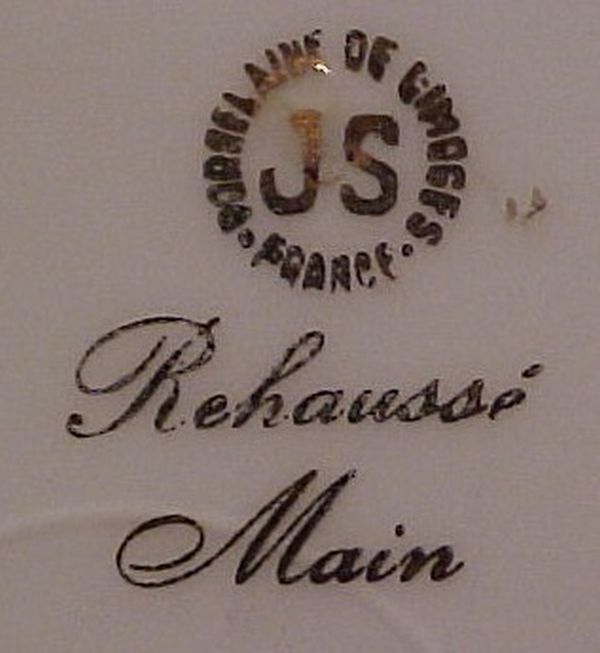 PORCELAINE DE LIMOGES
JS
• FRANCE •
Rehaussé
Main